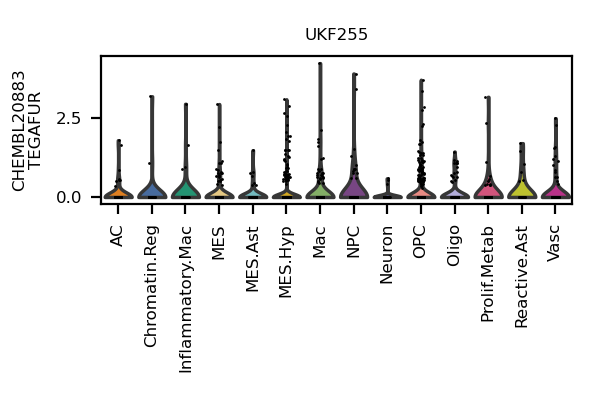 UKF255
CHEMBL20883
TEGAFUR
2.5
0.0
AC
Chromatin.Reg
Inflammatory.Mac
MES
MES.Ast
MES.Hyp
Mac
NPC
Neuron
OPC
Oligo
Prolif.Metab
Reactive.Ast
Vasc